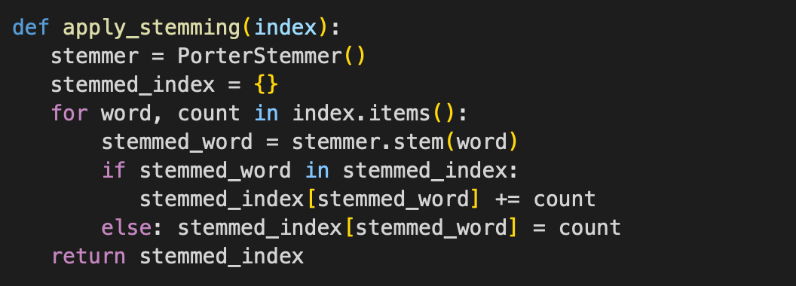 def apply_stemming(index):
    stemmer = PorterStemmer()
    stemmed_index = {}
    for word, count in index.items():
        stemmed_word = stemmer.stem(word)
        if stemmed_word in stemmed_index:
            stemmed_index[stemmed_word] += count
        else: stemmed_index[stemmed_word] = count
    return stemmed_index